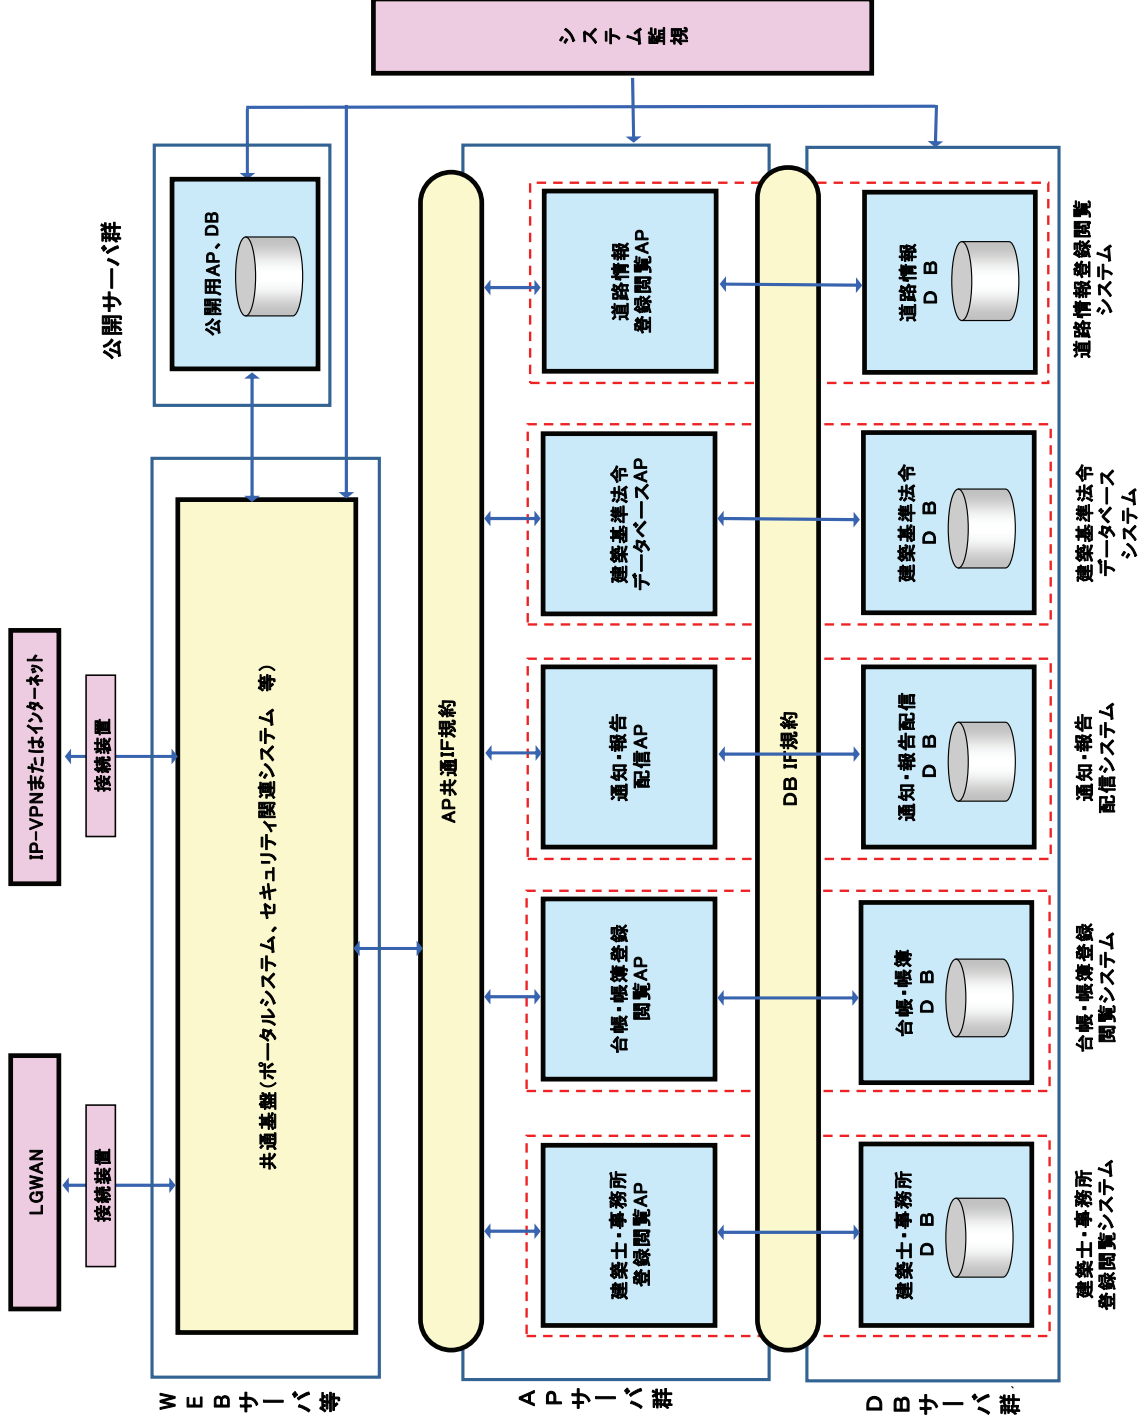 LGWAN
IP-VPNまたはインターネット
接続装置
接続装置
公開サーバ群
WEBサーバ等
共通基盤(ポータルシステム、セキュリティ関連システム 等)
公開用AP、DB
システム監視
AP共通IF規約
APサーバ群
建築士・事務所
登録閲覧AP
台帳・帳簿登録
閲覧AP
通知・報告
配信AP
建築基準法令
データベースAP
道路情報
登録閲覧AP
DB IF規約
DBサーバ群
建築士・事務所
DB
台帳・帳簿
DB
通知・報告配信
DB
建築基準法令
DB
道路情報
DB
建築士・事務所
登録閲覧システム
台帳・帳簿登録
閲覧システム
通知・報告
配信システム
建築基準法令
データベース
システム
道路情報登録閲覧
システム